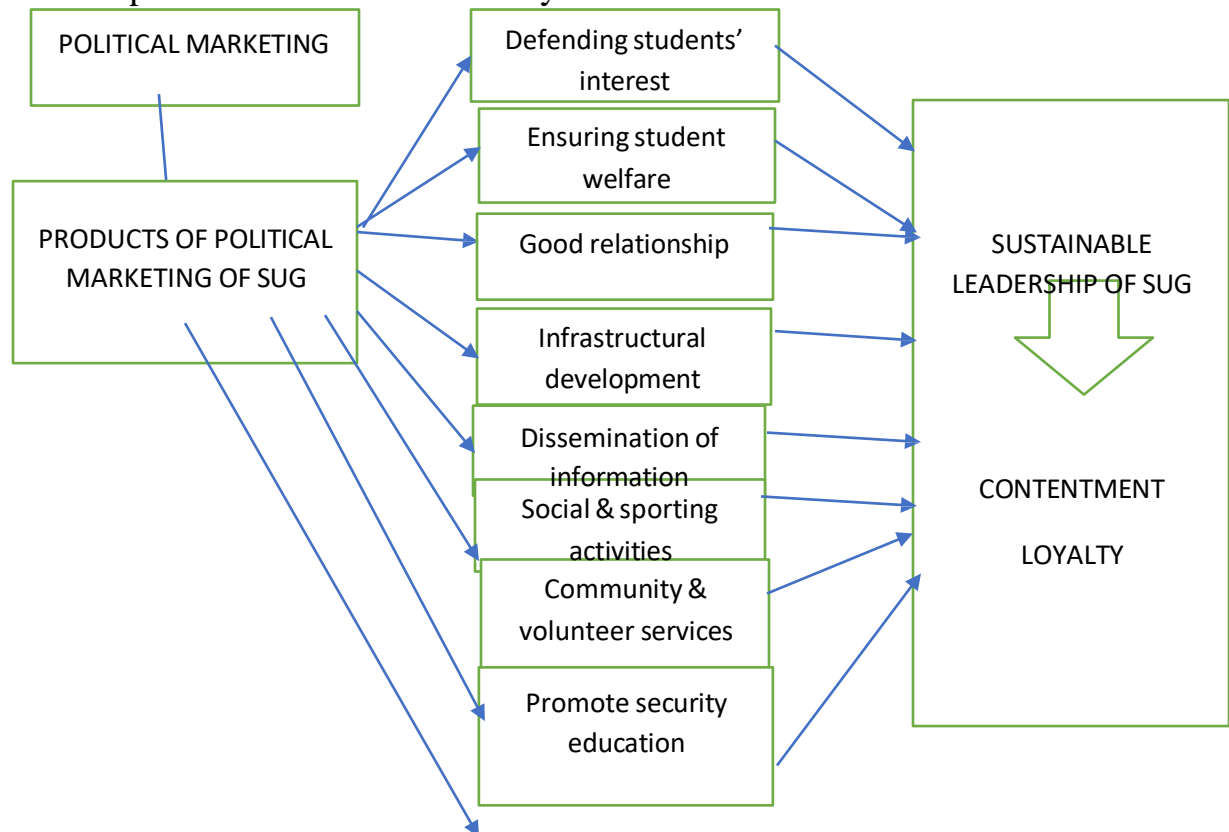 POLITICAL MARKETING
PRODUCTS OF POLITICAL
MARKETING OF SUG
Defending students’
interest
Ensuring student
welfare
Good relationship
Infrastructural
development
Dissemination of
information
Social & sporting
activities
Community &
volunteer services
Promote security
education
SUSTAINABLE
LEADERSHIP OF SUG
CONTENTMENT
LOYALTY